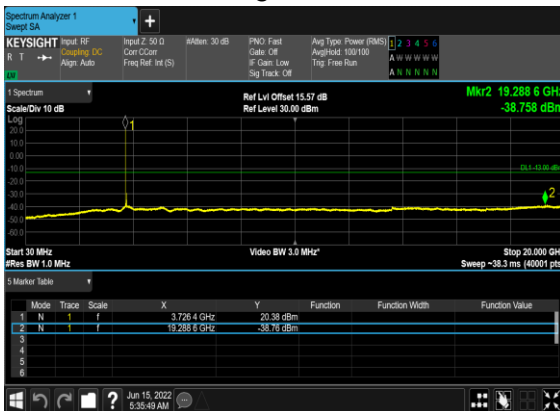 Spectrum Analyzer 1
Swept SA
+
KEYSIGHT Input: RF Input Z: 50 Ω #Atten: 30 dB PNO: Fast Avg Type: Power (RMS) 1 2 3 4 5 6
R T Coupling: DC Corr CCorr Gate: Off Avg|Hold: 100/100 A W W W W W
Align: Auto Freq Ref: Int (S) IF Gain: Low Trig: Free Run
Sig Track: Off A N N N N N
1 Spectrum Ref Lvl Offset 15.57 dB Mkr2 19.288 6 GHz
Scale/Div 10 dB Ref Level 30.00 dBm -38.758 dBm
Log
20.0 1
10.0
0.00
-10.0 DL1 -13.00 dBm
-20.0
-30.0 2
-40.0
-50.0
-60.0
Start 30 MHz Video BW 3.0 MHz* Stop 20.000 GH
#Res BW 1.0 MHz Sweep ~38.3 ms (40001 pts
5 Marker Table
Mode Trace Scale X Y Function Function Width Function Value
1 N 1 f 3.726 4 GHz 20.38 dBm
2 N 1 f 19.288 6 GHz -38.76 dBm
3
4
5
6
? Jun 15, 2022
5:35:49 AM